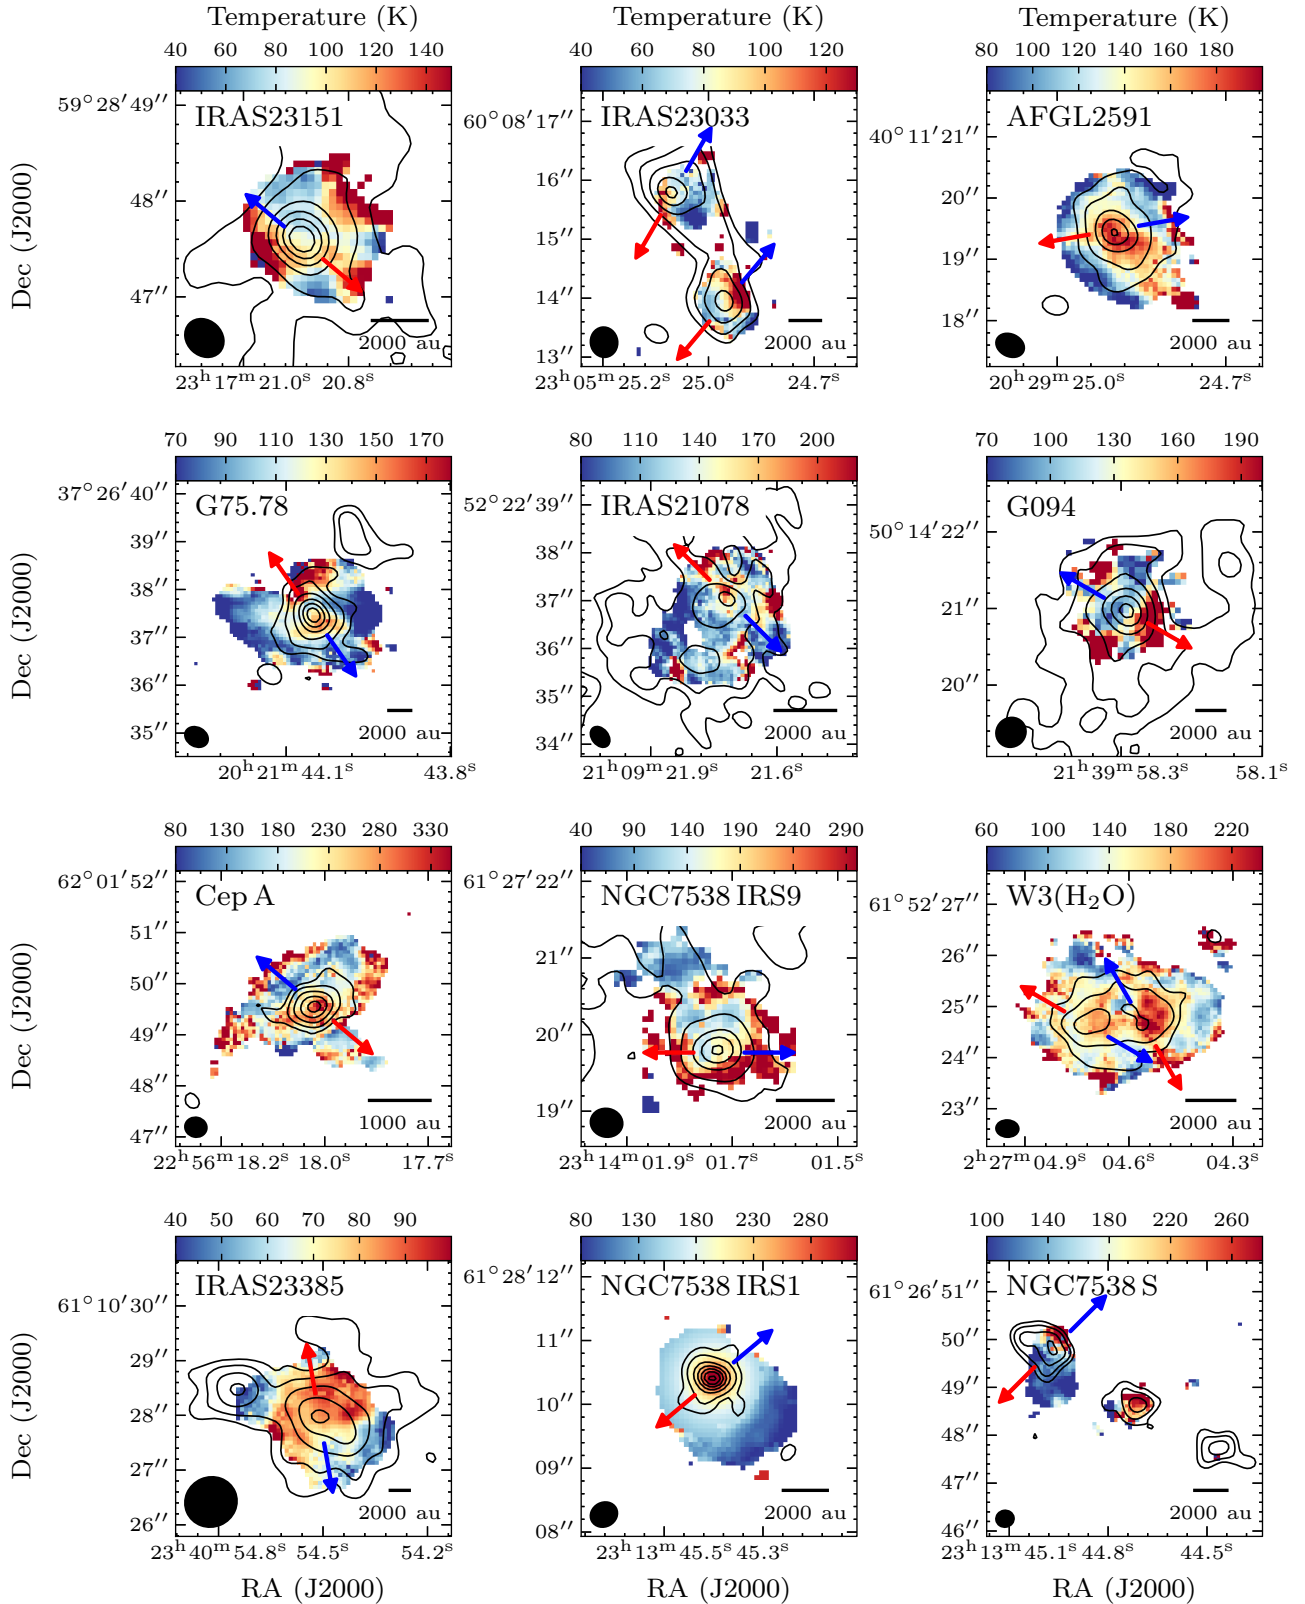 Temperature (K) Temperature (K) Temperature (K)
40 60 80 100 120 140
60 80 100 120
80 100 120 140 160 180
IRAS23151
59°28′49″
48″
47″
2000 au
23ʰ17ᵐ21.0ˢ 20.8ˢ
Dec (J2000)
IRAS23033
60°08′17″
16″
15″
14″
13″
2000 au
23ʰ05ᵐ25.2ˢ 25.0ˢ 24.7ˢ
AFGL2591
40°11′21″
20″
19″
18″
2000 au
20ʰ29ᵐ25.0ˢ 24.7ˢ
70 90 110 130 150 170
80 110 140 170 200
70 100 130 160 190
G75.78
37°26′40″
39″
38″
37″
36″
35″
2000 au
20ʰ21ᵐ44.1ˢ 43.8ˢ
Dec (J2000)
IRAS21078
52°22′39″
38″
37″
36″
35″
34″
2000 au
21ʰ09ᵐ21.9ˢ 21.6ˢ
G094
50°14′22″
21″
20″
2000 au
21ʰ39ᵐ58.3ˢ 58.1ˢ
80 130 180 230 280 330
40 90 140 190 240 290
60 100 140 180 220
Cep A
62°01′52″
51″
50″
49″
48″
47″
1000 au
22ʰ56ᵐ18.2ˢ 18.0ˢ 17.7ˢ
Dec (J2000)
NGC7538 IRS9
61°27′22″
21″
20″
19″
2000 au
23ʰ14ᵐ01.9ˢ 01.7ˢ 01.5ˢ
W3(H₂O)
61°52′27″
26″
25″
24″
23″
2000 au
2ʰ27ᵐ04.9ˢ 04.6ˢ 04.3ˢ
40 50 60 70 80 90
80 130 180 230 280
100 140 180 220 260
IRAS23385
61°10′30″
29″
28″
27″
26″
2000 au
23ʰ40ᵐ54.8ˢ 54.5ˢ 54.2ˢ
RA (J2000)
Dec (J2000)
NGC7538 IRS1
61°28′12″
11″
10″
09″
08″
2000 au
23ʰ13ᵐ45.5ˢ 45.3ˢ
RA (J2000)
NGC7538 S
61°26′51″
50″
49″
48″
47″
46″
2000 au
23ʰ13ᵐ45.1ˢ 44.8ˢ 44.5ˢ
RA (J2000)